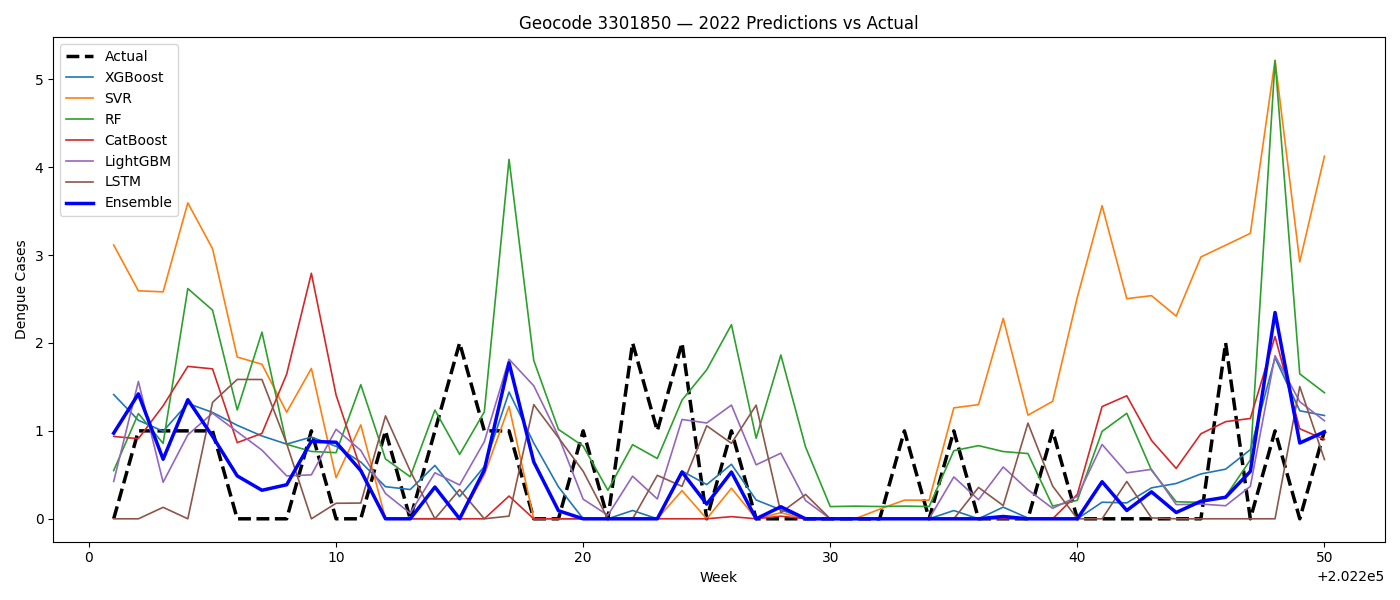 Geocode 3301850 — 2022 Predictions vs Actual
Actual
XGBoost
SVR
RF
CatBoost
LightGBM
LSTM
Ensemble
Dengue Cases
5
4
3
2
1
0
0 10 20 30 40 50
Week
+2.022e5